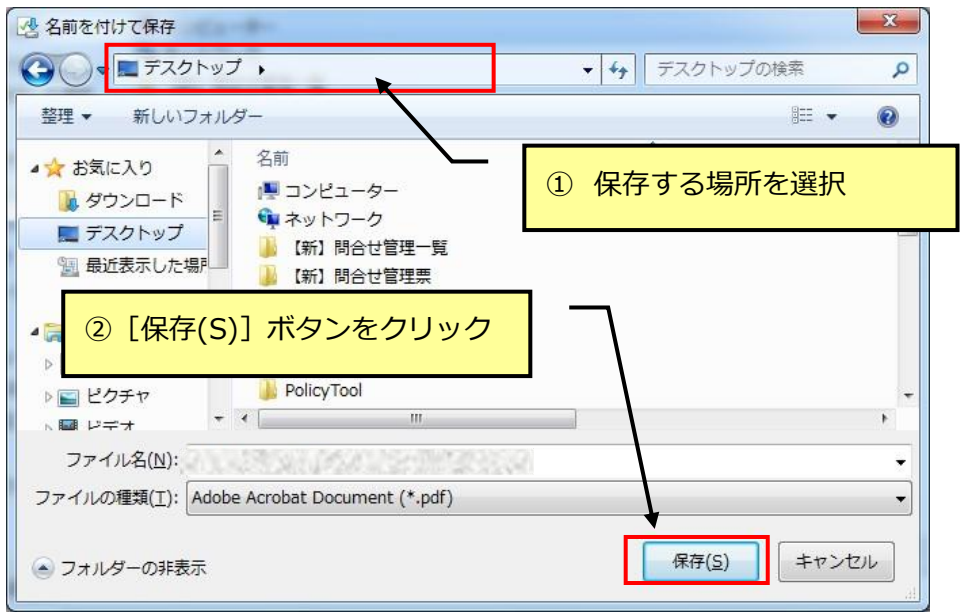 名前を付けて保存
デスクトップ
デスクトップの検索
整理 新しいフォルダー
お気に入り
ダウンロード
デスクトップ
最近表示した場
ピクチャ
ビデオ
名前
コンピューター
ネットワーク
【新】問合せ管理一覧
【新】問合せ管理票
PolicyTool
① 保存する場所を選択
②［保存(S)］ボタンをクリック
ファイル名(N):
ファイルの種類(T): Adobe Acrobat Document (*.pdf)
フォルダーの非表示
保存(S) キャンセル